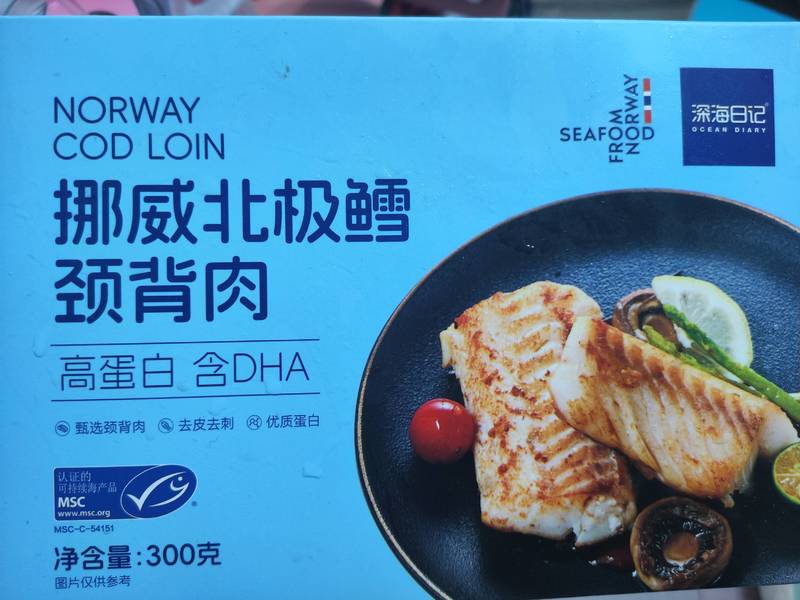 NORWAY
COD LOIN
挪威北极鳕
颈背肉
高蛋白 含DHA
甄选颈背肉 去皮去刺 优质蛋白
认证的
可持续海产品
MSC
www.msc.org
MSC-C-54151
净含量:300克
图片仅供参考
SEAFOOD
FROM
NORWAY
深海日记
OCEAN DIARY